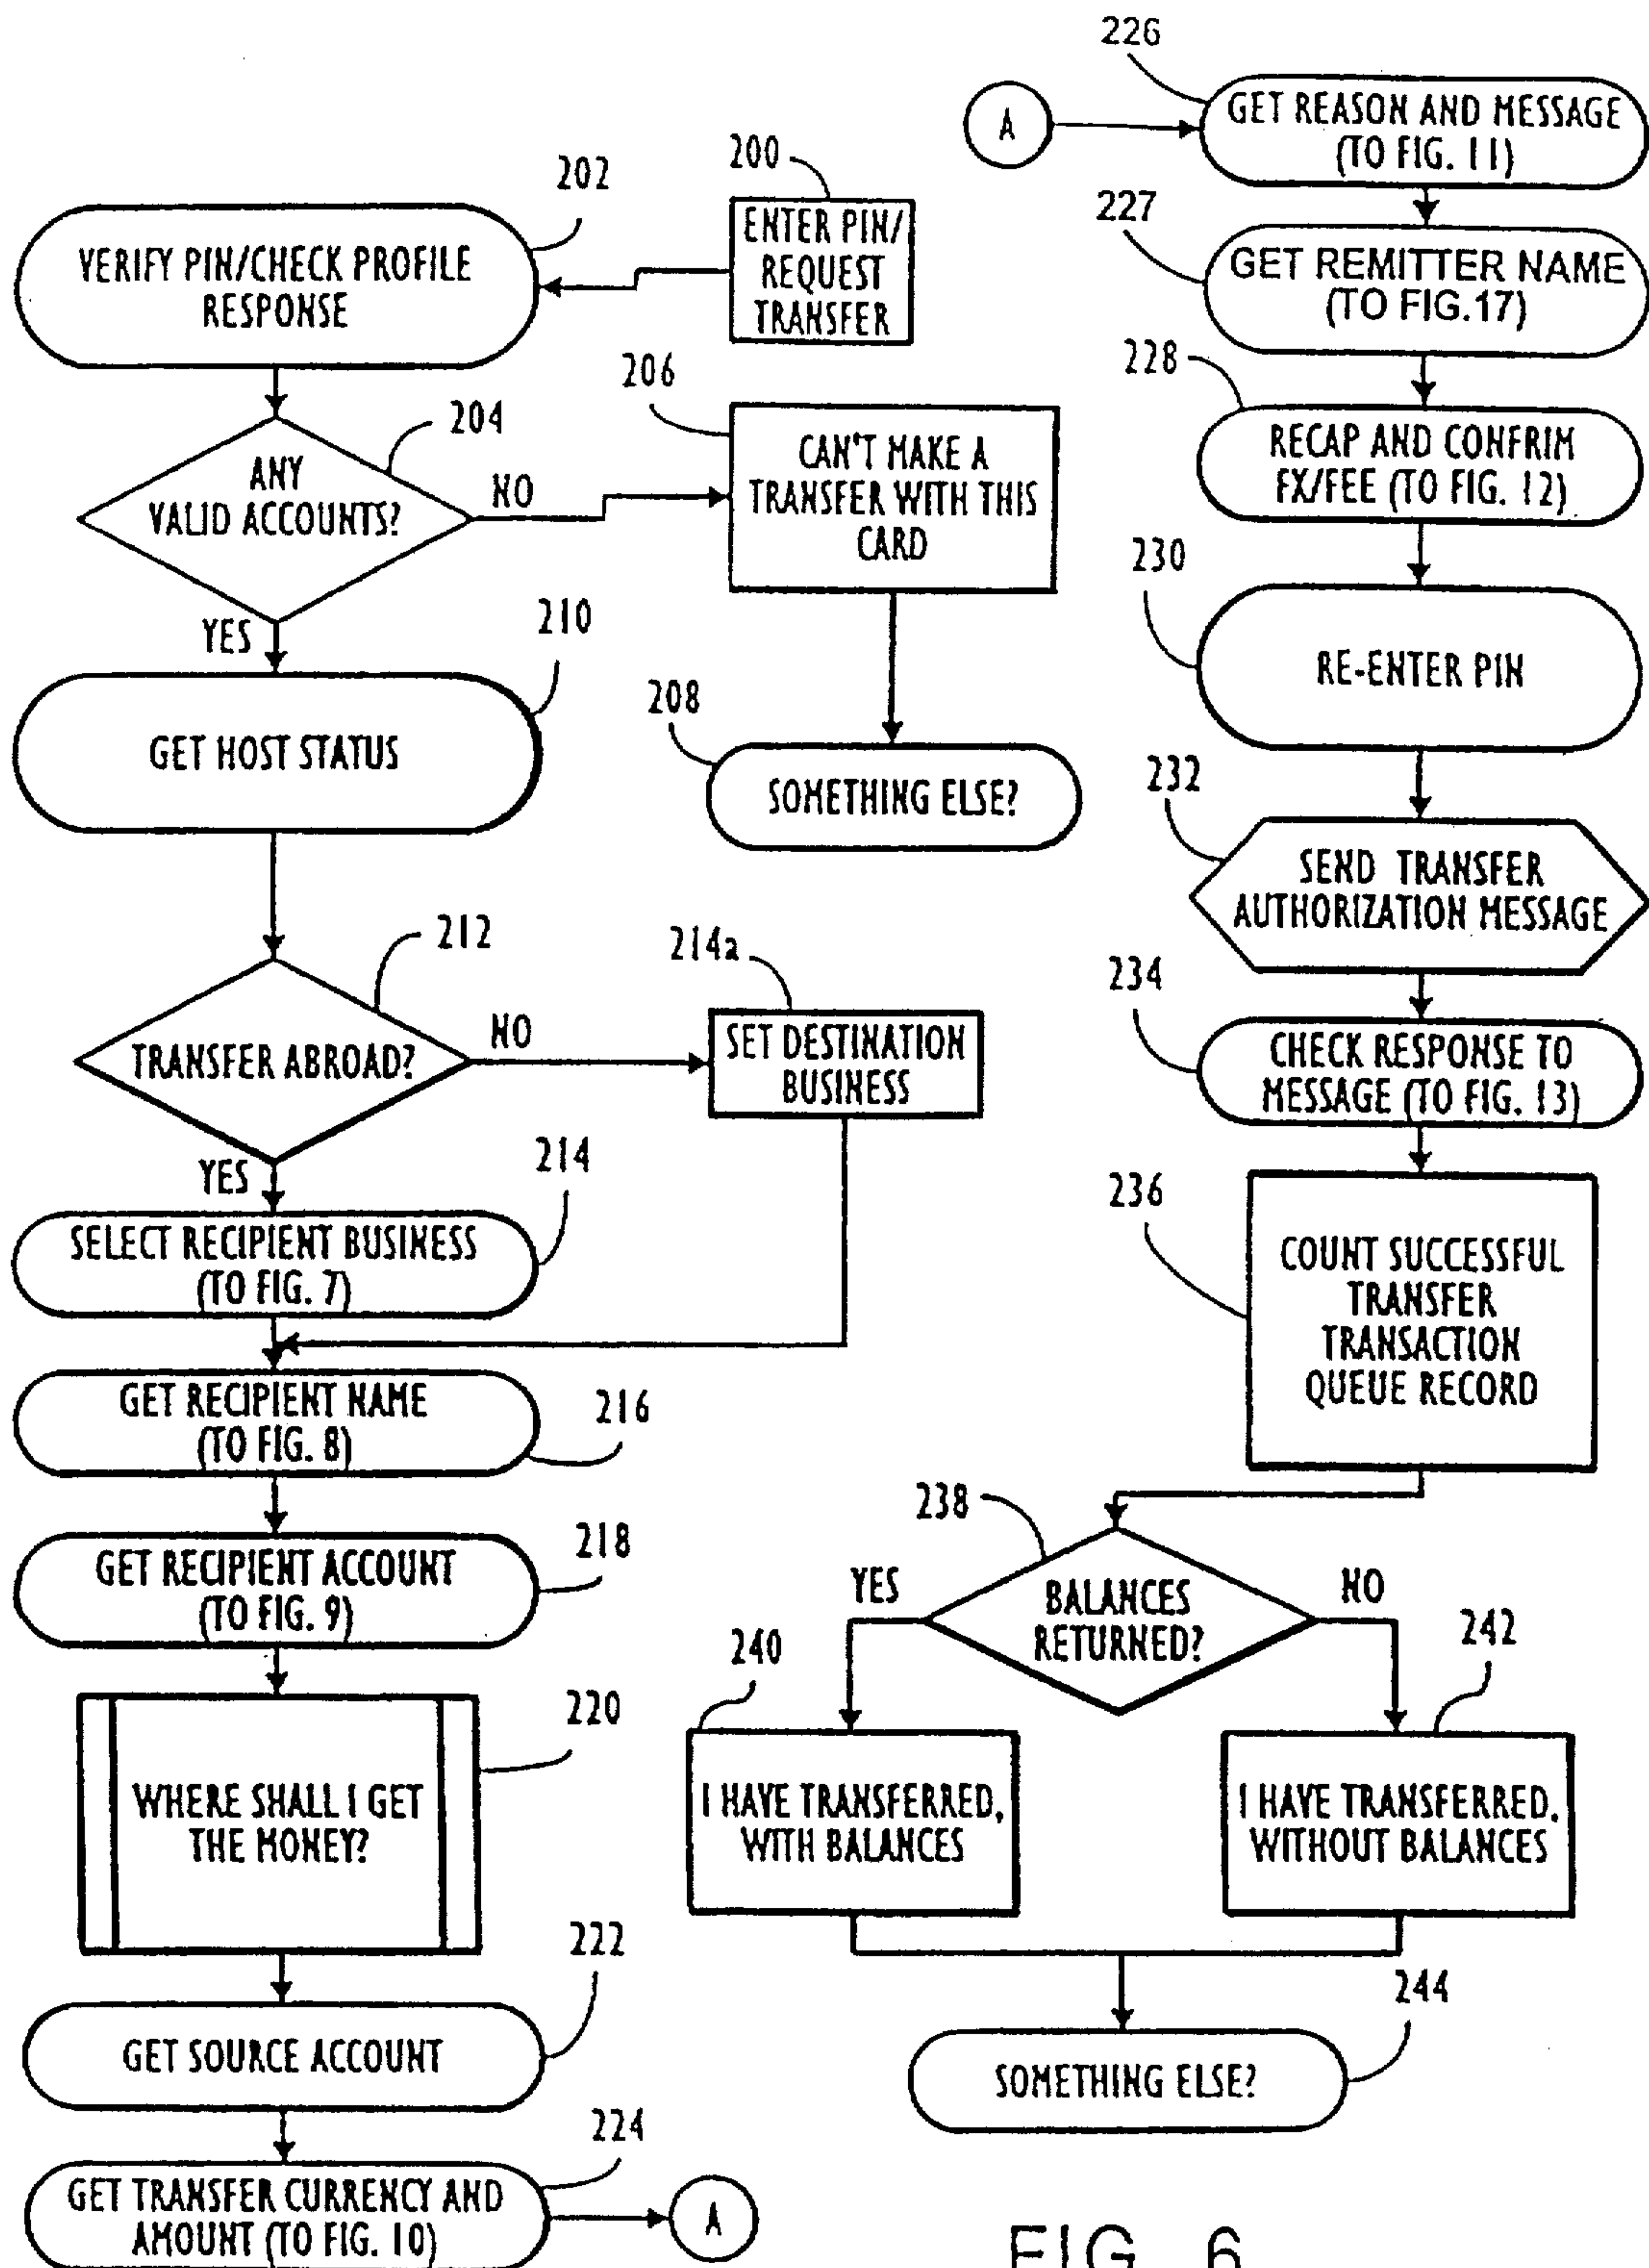 200
ENTER PIN/
REQUEST
TRANSFER
202
VERIFY PIN/CHECK PROFILE
RESPONSE
204
ANY
VALID ACCOUNTS?
NO
206
CAN'T MAKE A
TRANSFER WITH THIS
CARD
208
SOMETHING ELSE?
YES
210
GET HOST STATUS
212
TRANSFER ABROAD?
NO
214a
SET DESTINATION
BUSINESS
YES
214
SELECT RECIPIENT BUSINESS
(TO FIG. 7)
GET RECIPIENT NAME
(TO FIG. 8)
216
GET RECIPIENT ACCOUNT
(TO FIG. 9)
218
WHERE SHALL I GET
THE MONEY?
220
222
GET SOURCE ACCOUNT
224
GET TRANSFER CURRENCY AND
AMOUNT (TO FIG. 10)
A
A
226
GET REASON AND MESSAGE
(TO FIG. 11)
227
GET REMITTER NAME
(TO FIG.17)
228
RECAP AND CONFRIM
FX/FEE (TO FIG. 12)
230
RE-ENTER PIN
232
SEND TRANSFER
AUTHORIZATION MESSAGE
234
CHECK RESPONSE TO
MESSAGE (TO FIG. 13)
236
COUNT SUCCESSFUL
TRANSFER
TRANSACTION
QUEUE RECORD
238
BALANCES
RETURNED?
YES
NO
240
I HAVE TRANSFERRED,
WITH BALANCES
242
I HAVE TRANSFERRED.
WITHOUT BALANCES
244
SOMETHING ELSE?
FIG. 6